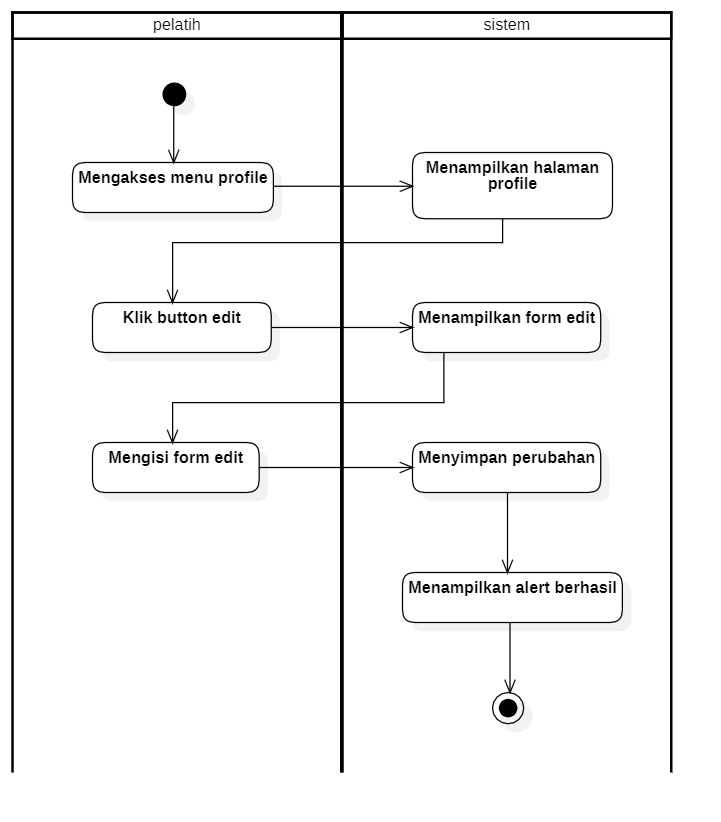 pelatih
sistem
Mengakses menu profile
Menampilkan halaman
profile
Klik button edit
Menampilkan form edit
Mengisi form edit
Menyimpan perubahan
Menampilkan alert berhasil